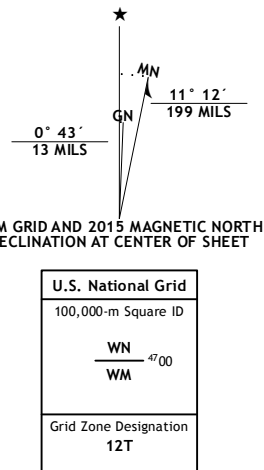 ★
MN
GN
11° 12´
199 MILS
0° 43´
13 MILS
M GRID AND 2015 MAGNETIC NORTH
ECLINATION AT CENTER OF SHEET
U.S. National Grid
100,000-m Square ID
WN
4700
WM
Grid Zone Designation
12T